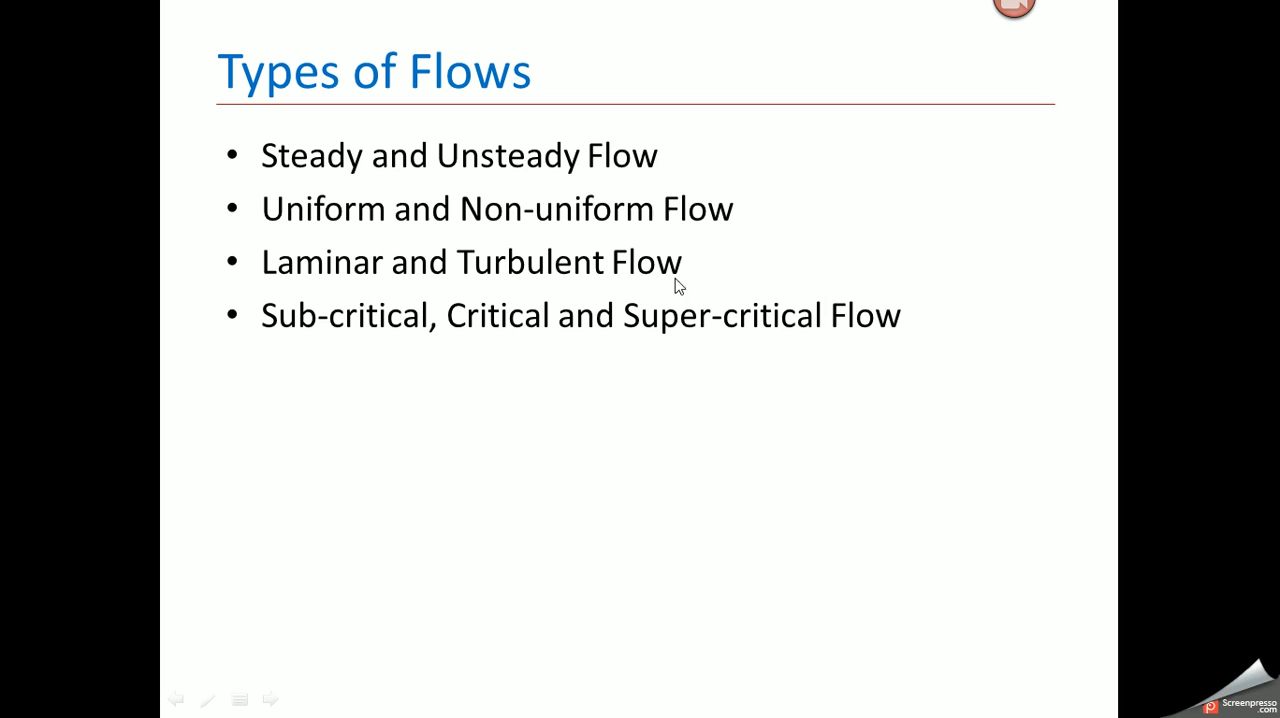 Types of Flows
• Steady and Unsteady Flow
• Uniform and Non-uniform Flow
• Laminar and Turbulent Flow
• Sub-critical, Critical and Super-critical Flow
Screenpresso
.com